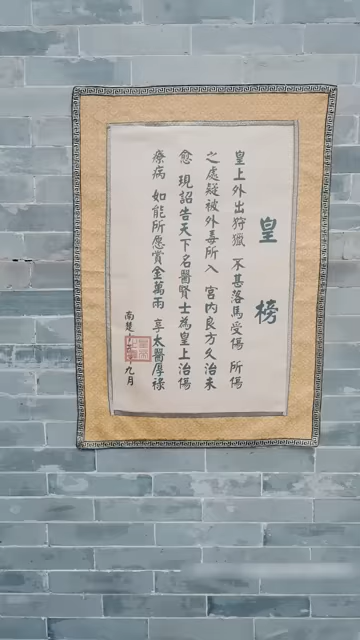 皇榜
皇上外出狩獵 不甚落馬受傷 所傷
之處疑被外毒所入 宮内良方久治未
愈 現詔告天下名醫賢士為皇上治傷
療病 如能所愿賞金萬雨 享太醫厚祿
南楚 九月